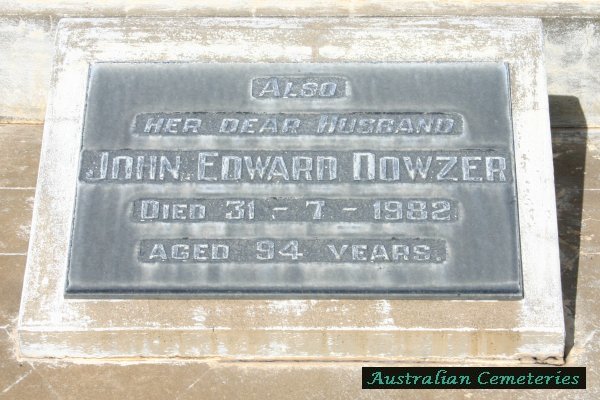 Also
her dear Husband
John Edward Dowzer
Died 31 - 7 - 1982
aged 94 years.
Australian Cemeteries